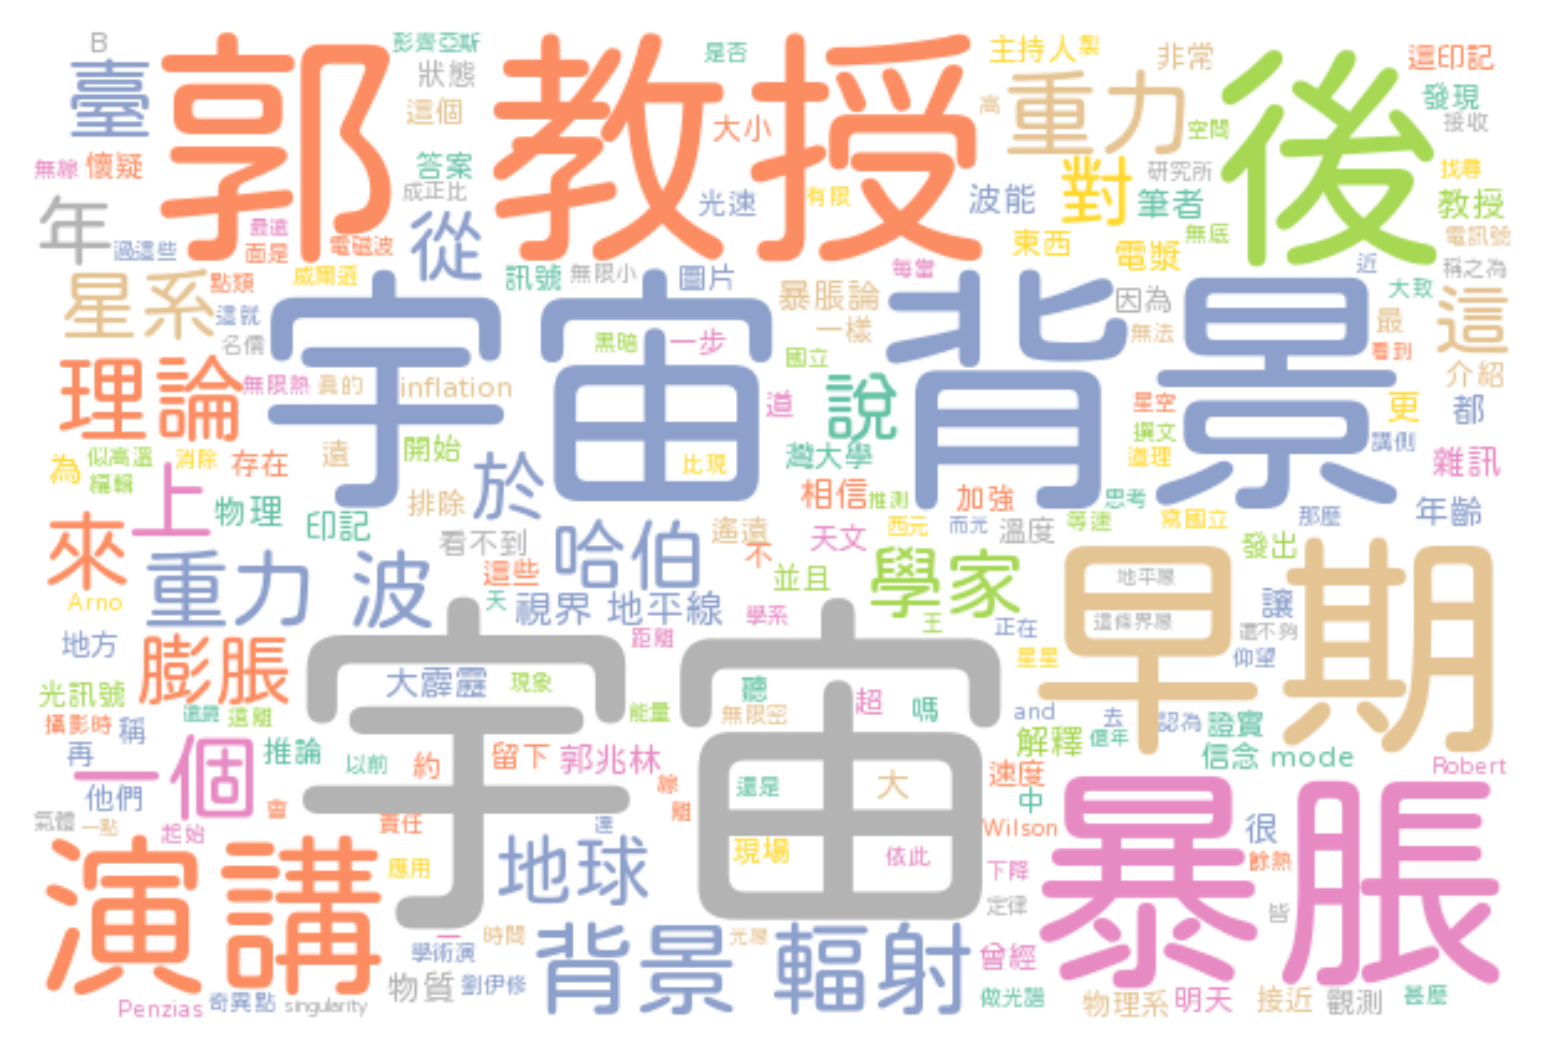 B
彭齊亞斯
是否
主持人製
非常
這印記
臺
郭 教授
狀態
這個
大小
高
重力
空間
後
發現
接收
無線
懷疑
答案
成正比
光速
有限
波能
對
研究所
筆者
找尋
教授
年
過這些
最遠
面是
電磁波
從
東西
電漿
無底
電訊號
星系
點類
威爾遜
訊號
無限小
圖片
每當
近
稱之為
這就
名儒
宇宙 背景
暴脹論
一樣
因為
無法
大致
最
這
黑暗
一步
國立
看到
介紹
理論
無限熱
真的
inflation
道
說
星空
撰文
更
都
為
似高溫
編輯
消除
存在
遠
開始
比現
灣大學
道理
講側
雜訊
上
物理
印記
排除
於
相信
推測
加強
思考
年齡
來
看不到
哈伯
遙遠
不
天文
西元
而光
溫度
等速
窩國立
那麼
Arno
重力 波
這些
天
視界 地平線
並且
學家
發出
早期
地平線
這條界線
地方
膨脹
距離
學系
王
正在
讓
還不夠
仰望
光訊號
大霹靂
現象
宇宙
聽
星星
攝影時
稱
遠鏡
遠離
能量
無限密
超
嗎
and
去
認為
證實
再
一個
推論
以前
約
留下
郭兆林
解釋
億年
信念
mode
他們
線
還是
大
速度
中
Robert
氣體
一點
起始
會
責任
達
離
Wilson
暴脹
很
演講
應用
地球
現場
依此
下降
餘熱
定律
皆
一
學術演
時間
背景 輻射
光線
曾經
Penzias
奇異點
singularity
物質
劉伊修
做光譜
物理系
明天
接近
觀測
甚麼